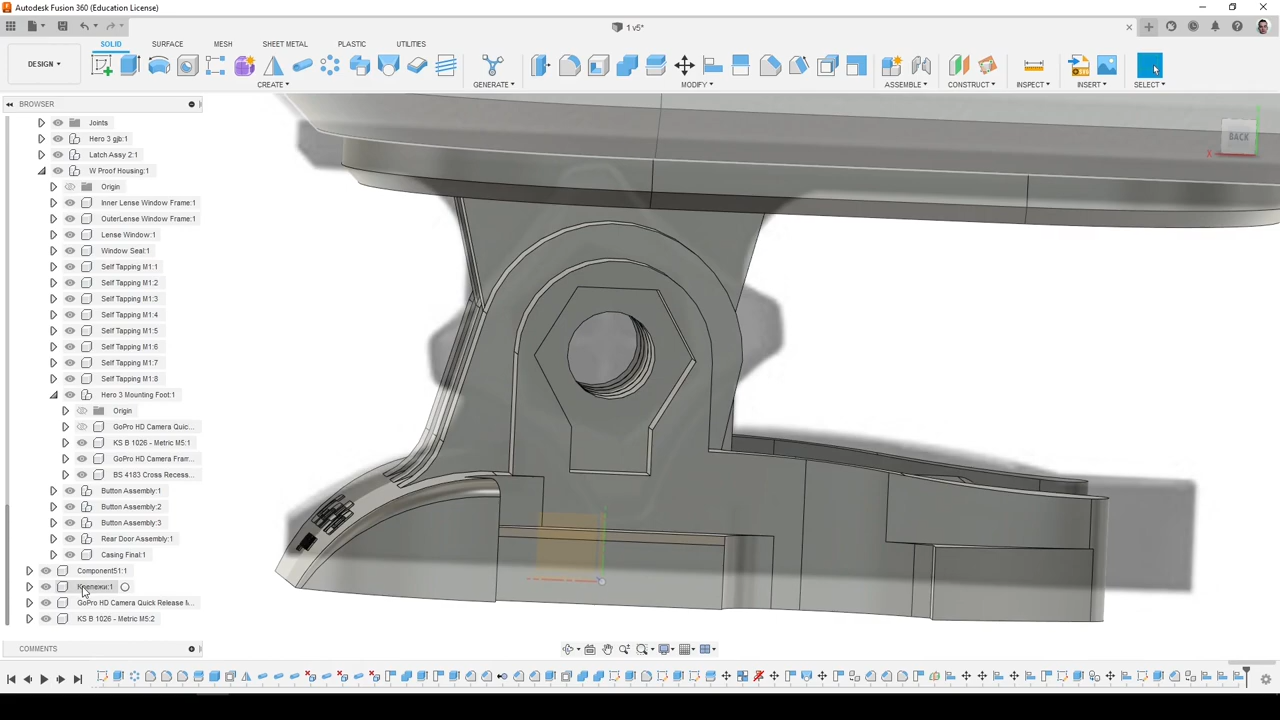 Autodesk Fusion 360 (Education License)
1 v5*
SOLID SURFACE MESH SHEET METAL PLASTIC UTILITIES
DESIGN
CREATE GENERATE MODIFY ASSEMBLE CONSTRUCT INSPECT INSERT SELECT
BROWSER
Joints
Hero 3 gjb:1
Latch Assy 2:1
W Proof Housing:1
Origin
Inner Lense Window Frame:1
OuterLense Window Frame:1
Lense Window:1
Window Seal:1
Self Tapping M1:1
Self Tapping M1:2
Self Tapping M1:3
Self Tapping M1:4
Self Tapping M1:5
Self Tapping M1:6
Self Tapping M1:7
Self Tapping M1:8
Hero 3 Mounting Foot:1
Origin
GoPro HD Camera Quic...
KS B 1026 - Metric M5:1
GoPro HD Camera Fram...
BS 4183 Cross Recess...
Button Assembly:1
Button Assembly:2
Button Assembly:3
Rear Door Assembly:1
Casing Final:1
Component51:1
Крепежи:1
GoPro HD Camera Quick Release M...
KS B 1026 - Metric M5:2
COMMENTS
BACK
X